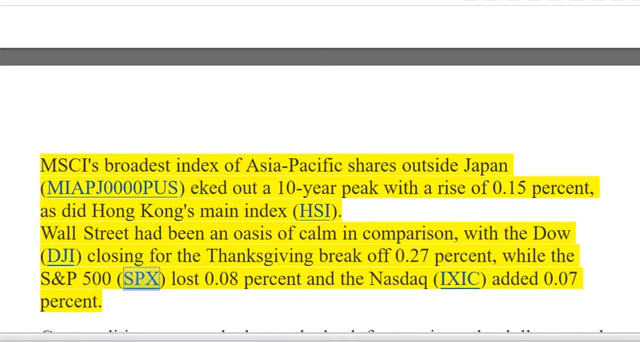 MSCI's broadest index of Asia-Pacific shares outside Japan
(MIAPJ0000PUS) eked out a 10-year peak with a rise of 0.15 percent,
as did Hong Kong's main index (HSI).
Wall Street had been an oasis of calm in comparison, with the Dow
(DJI) closing for the Thanksgiving break off 0.27 percent, while the
S&P 500 (SPX) lost 0.08 percent and the Nasdaq (IXIC) added 0.07
percent.